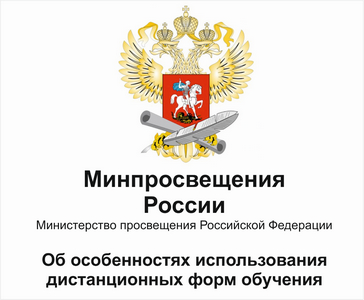 Минпросвещения
России
Министерство просвещения Российской Федерации
Об особенностях использования
дистанционных форм обучения